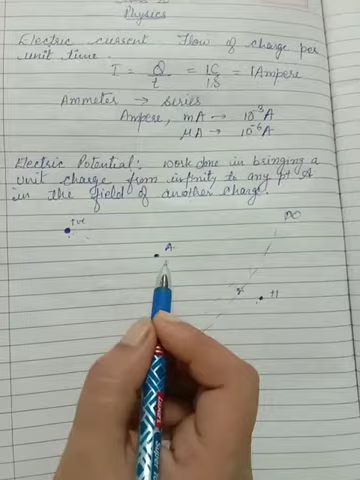 Physics
Electric current Flow of charge per
unit time.
I = Q/t = 1C/1S = 1 Ampere
Ammeter → series
Ampere, mA → 10⁻³A
μA → 10⁻⁶A
Electric Potential: Work done in bringing a
unit charge from infinity to any pt A
in the field of another charge.
+ve
∞
A
+1